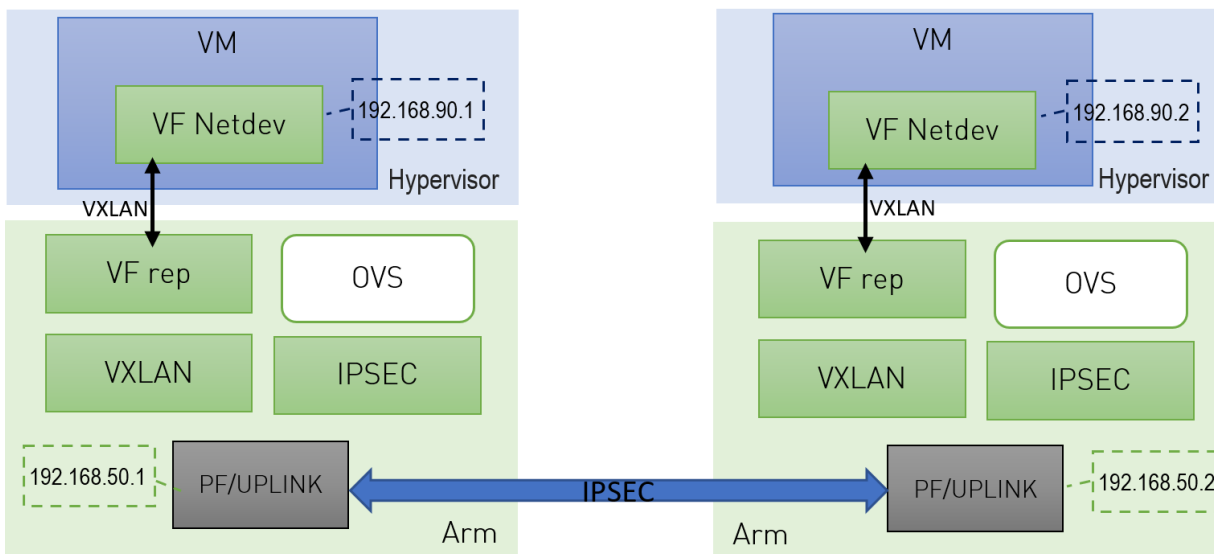 VM
VF Netdev
192.168.90.1
Hypervisor
VXLAN
VF rep
OVS
VXLAN
IPSEC
192.168.50.1
PF/UPLINK
Arm
IPSEC
VM
VF Netdev
192.168.90.2
Hypervisor
VXLAN
VF rep
OVS
VXLAN
IPSEC
PF/UPLINK
192.168.50.2
Arm